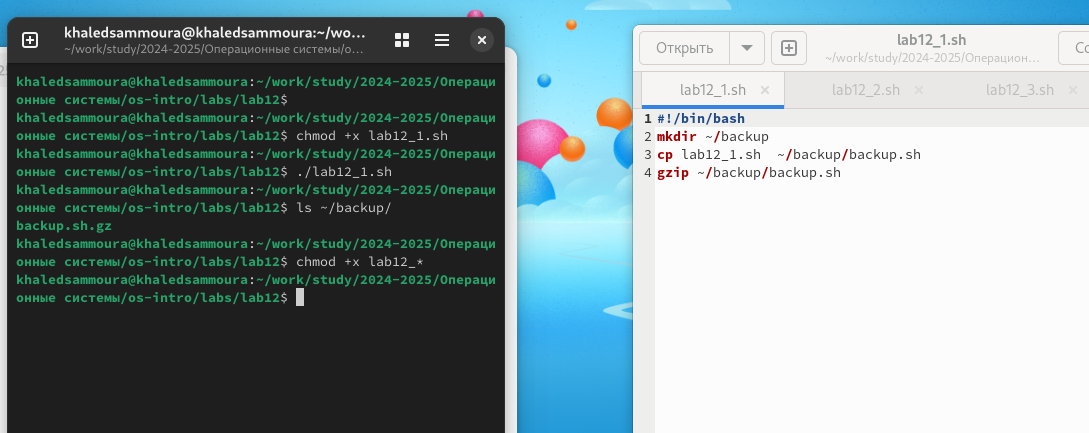 khaledsammoura@khaledsammoura:~/wo...
~/work/study/2024-2025/Операционные системы/o...
khaledsammoura@khaledsammoura:~/work/study/2024-2025/Операци
онные системы/os-intro/labs/lab12$
khaledsammoura@khaledsammoura:~/work/study/2024-2025/Операци
онные системы/os-intro/labs/lab12$ chmod +x lab12_1.sh
khaledsammoura@khaledsammoura:~/work/study/2024-2025/Операци
онные системы/os-intro/labs/lab12$ ./lab12_1.sh
khaledsammoura@khaledsammoura:~/work/study/2024-2025/Операци
онные системы/os-intro/labs/lab12$ ls ~/backup/
backup.sh.gz
khaledsammoura@khaledsammoura:~/work/study/2024-2025/Операци
онные системы/os-intro/labs/lab12$ chmod +x lab12_*
khaledsammoura@khaledsammoura:~/work/study/2024-2025/Операци
онные системы/os-intro/labs/lab12$
Открыть
lab12_1.sh
~/work/study/2024-2025/Операцион...
lab12_1.sh
lab12_2.sh
lab12_3.sh
1 #!/bin/bash
2 mkdir ~/backup
3 cp lab12_1.sh  ~/backup/backup.sh
4 gzip ~/backup/backup.sh